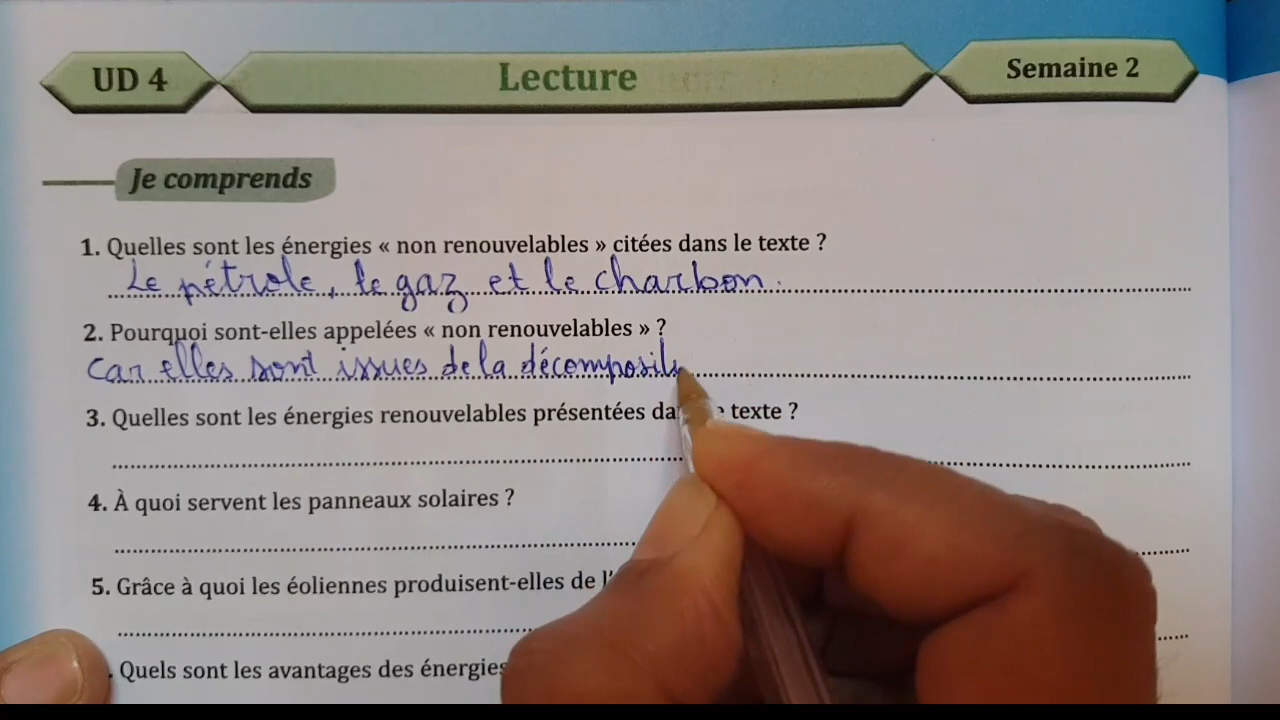 UD 4
Lecture
Semaine 2
Je comprends
1. Quelles sont les énergies « non renouvelables » citées dans le texte ?
Le pétrole, le gaz et le charbon.
2. Pourquoi sont-elles appelées « non renouvelables » ?
Car elles sont issues de la
3. Quelles sont les énergies renouvelables présentées texte ?
4. À quoi servent les panneaux solaires ?
5. Grâce à quoi les éoliennes produisent-elles de
Quels sont les avantages des énergies